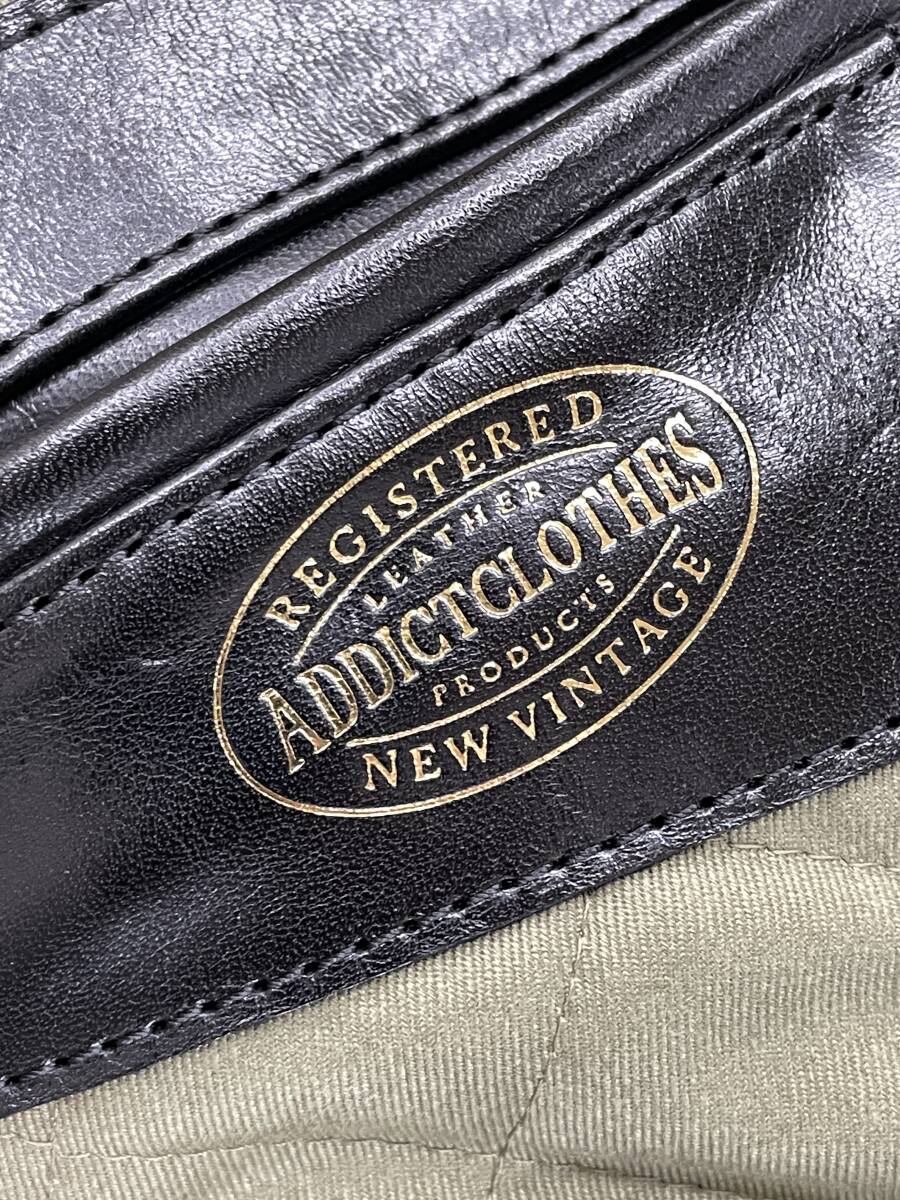 REGISTERED
LEATHER
ADDICTCLOTHES
PRODUCTS
NEW VINTAGE